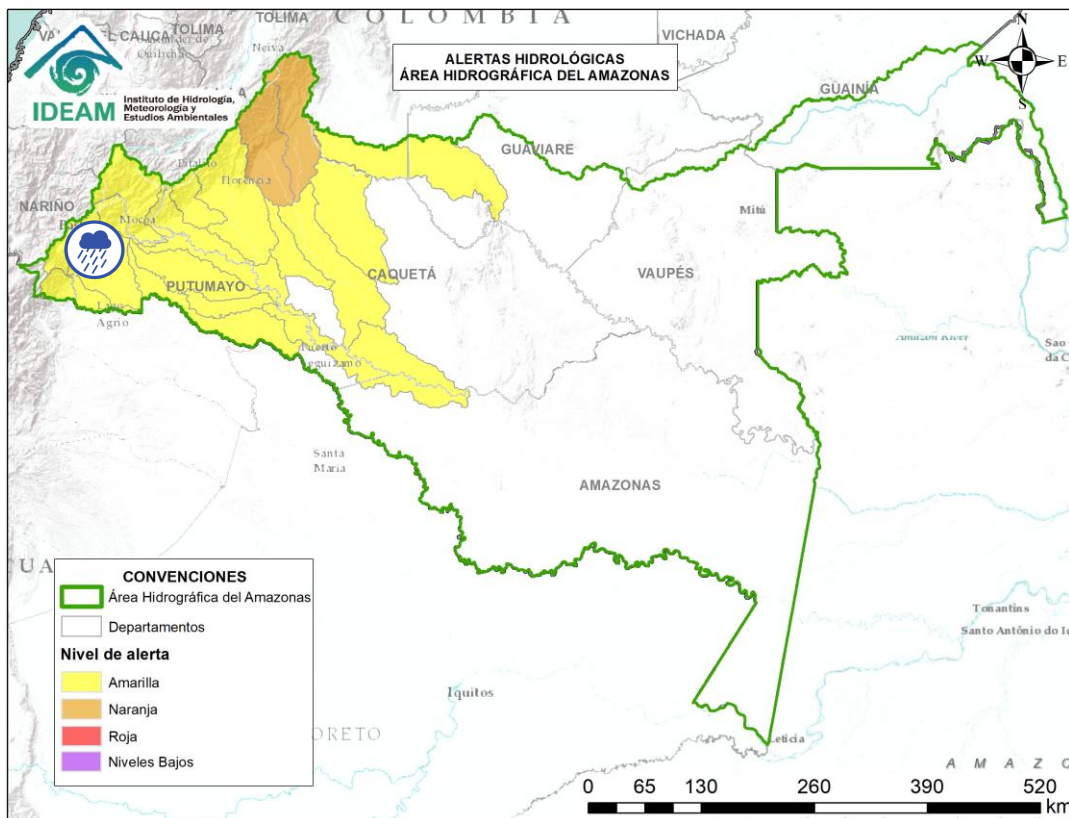 COLOMBIA
TOLIMA
TOLIMA
VICHADA
Neiva
IDEAM
Instituto de Hidrología,
Meteorología y
Estudios Ambientales
ALERTAS HIDROLÓGICAS
ÁREA HIDROGRÁFICA DEL AMAZONAS
N
W
E
S
GUAINÍA
GUAVIARE
Florencia
NARIÑO
Mocoa
Mitú
PUTUMAYO
CAQUETÁ
VAUPÉS
Lago
Agrio
Amazon River
Puerto
Leguízamo
Santa
María
AMAZONAS
CONVENCIONES
Área Hidrográfica del Amazonas
Departamentos
Nivel de alerta
Amarilla
Naranja
Roja
Niveles Bajos
Tonantins
Santo Antônio do
Iquitos
ORETO
Leticia
AMAZO
0 65 130 260 390 520
km